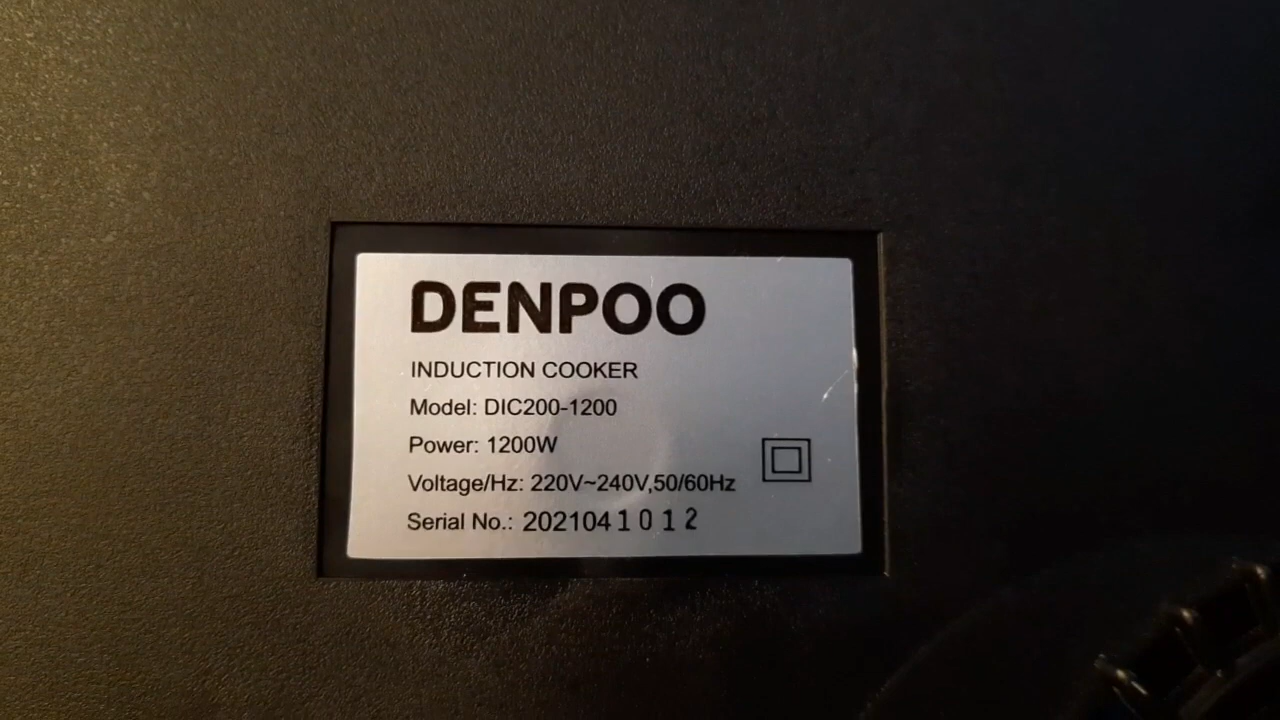 DENPOO
INDUCTION COOKER
Model: DIC200-1200
Power: 1200W
Voltage/Hz: 220V~240V,50/60Hz
Serial No.: 2021041012